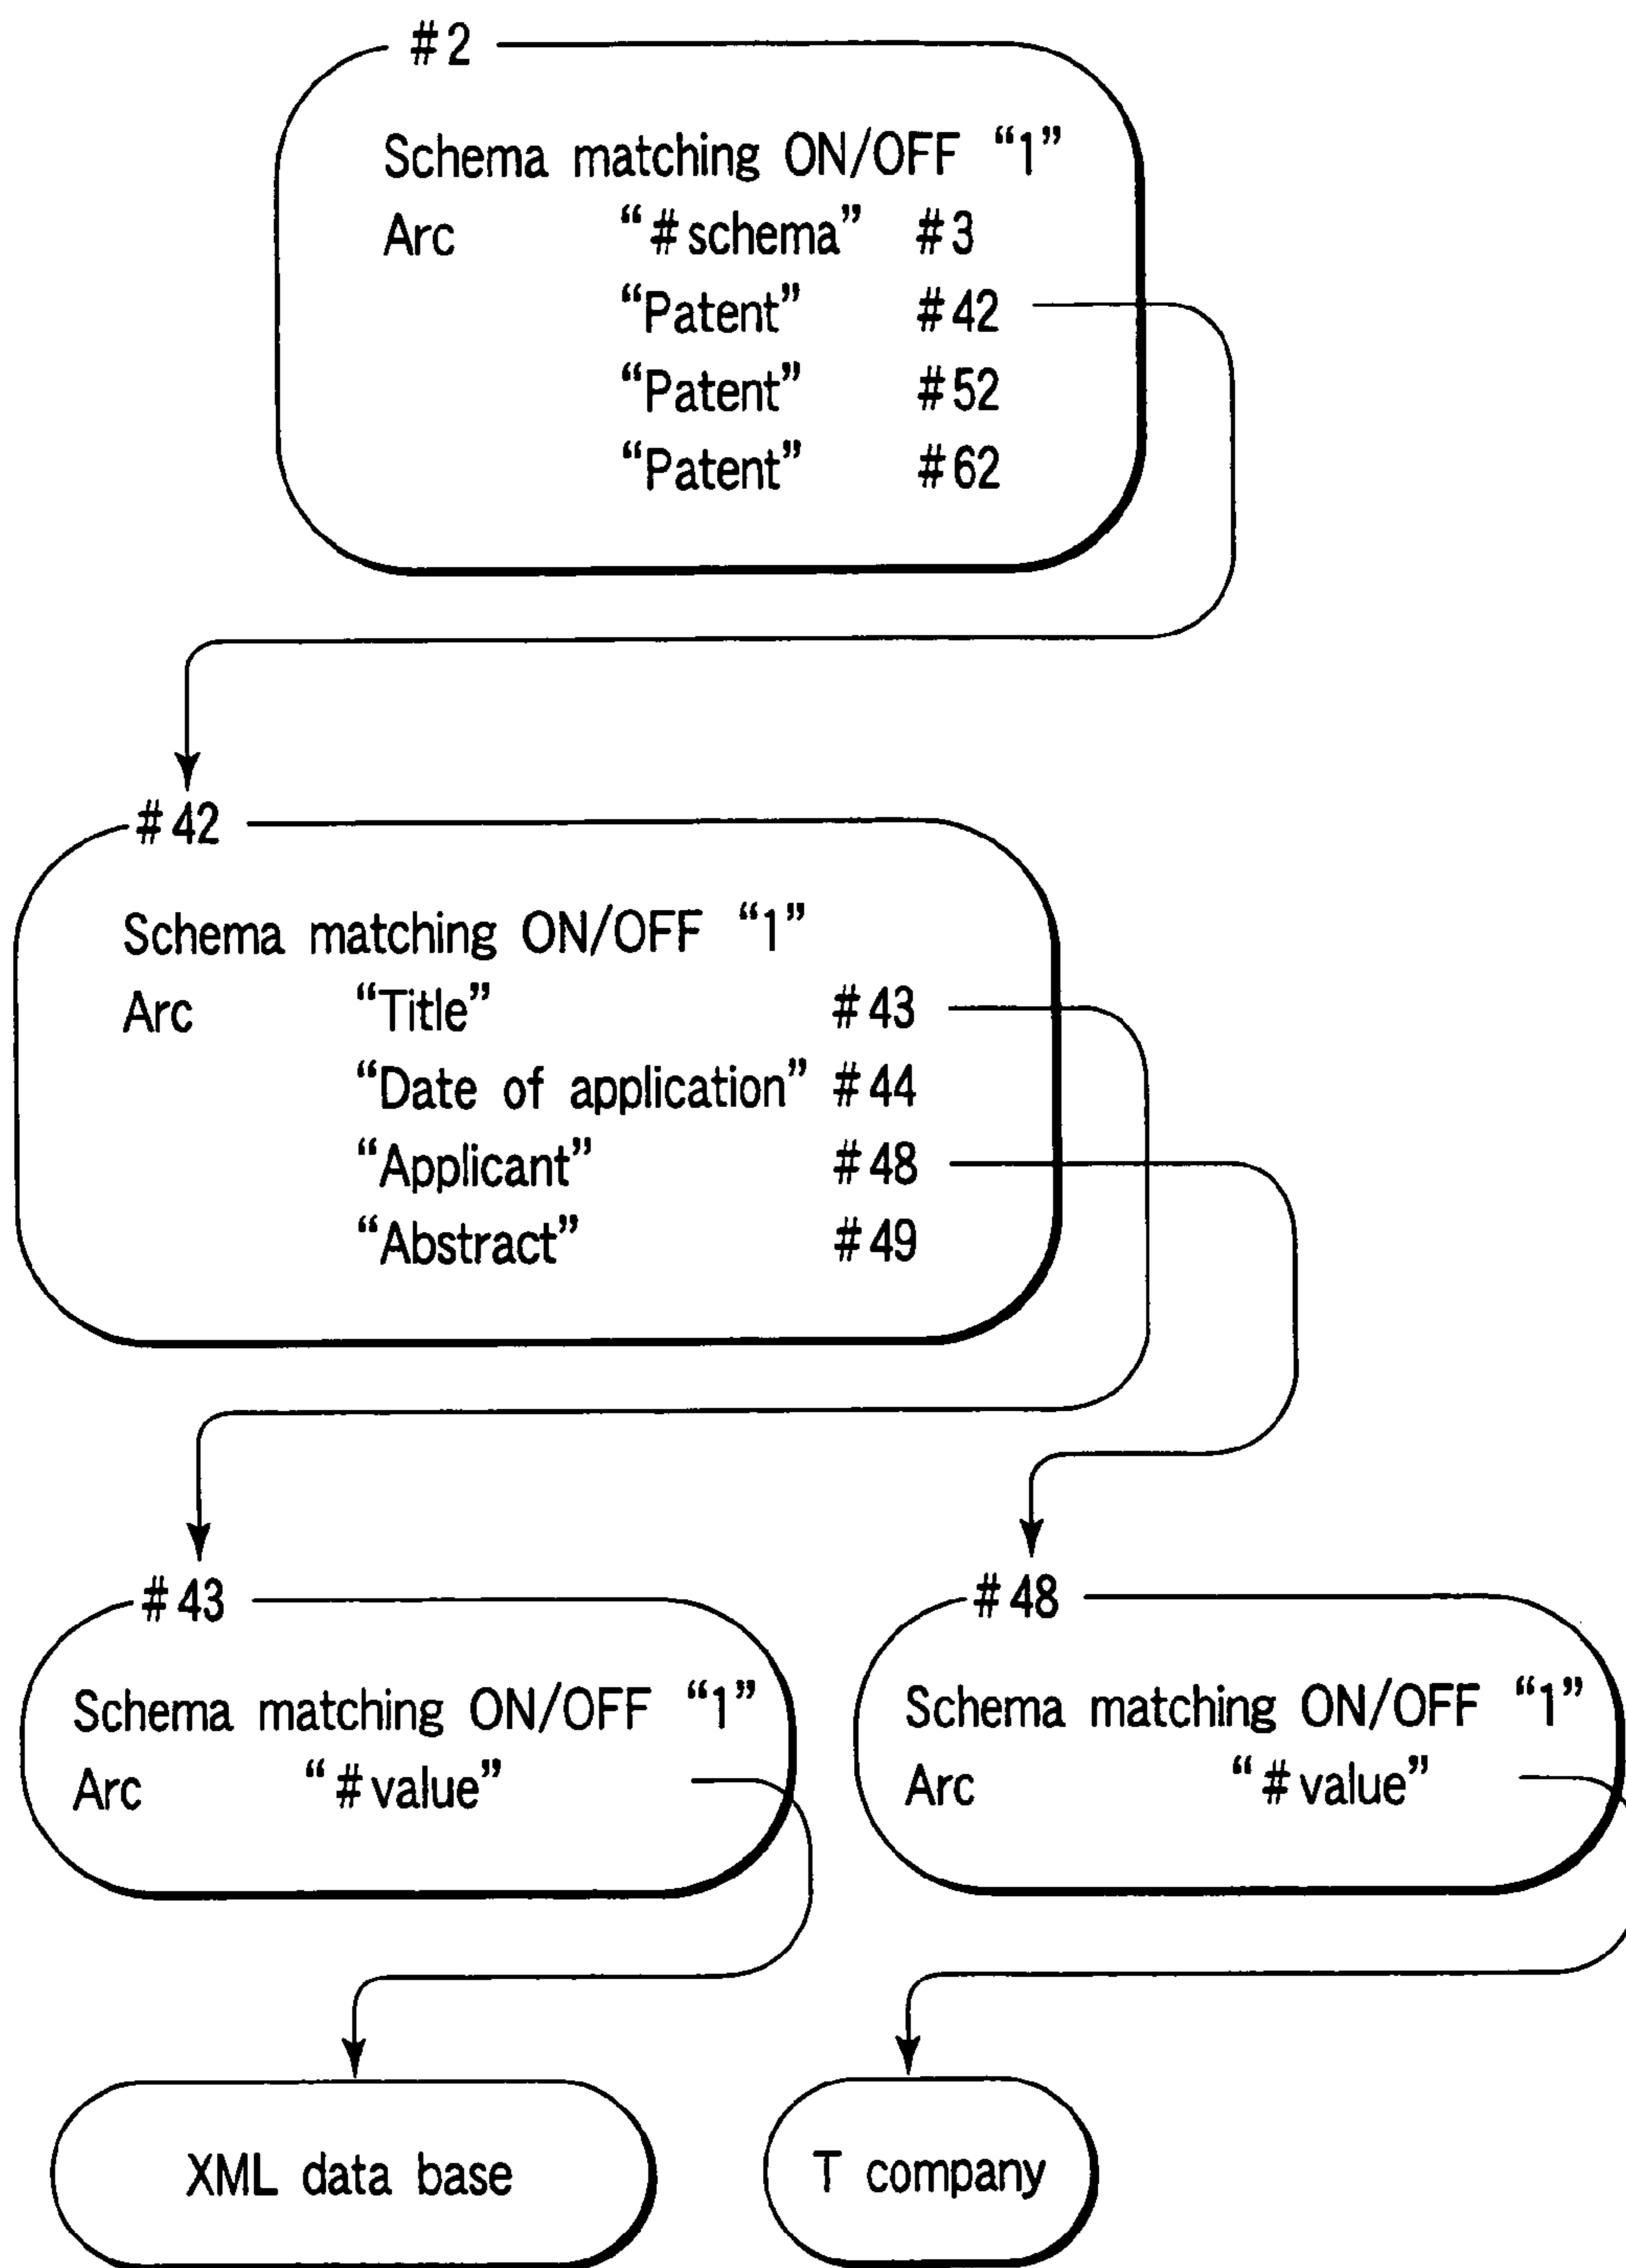 #2
Schema matching ON/OFF “1”
Arc “#schema” #3
“Patent” #42
“Patent” #52
“Patent” #62
#42
Schema matching ON/OFF “1”
Arc “Title” #43
“Date of application” #44
“Applicant” #48
“Abstract” #49
#43
Schema matching ON/OFF “1”
Arc “#value”
#48
Schema matching ON/OFF “1”
Arc “#value”
XML data base
T company